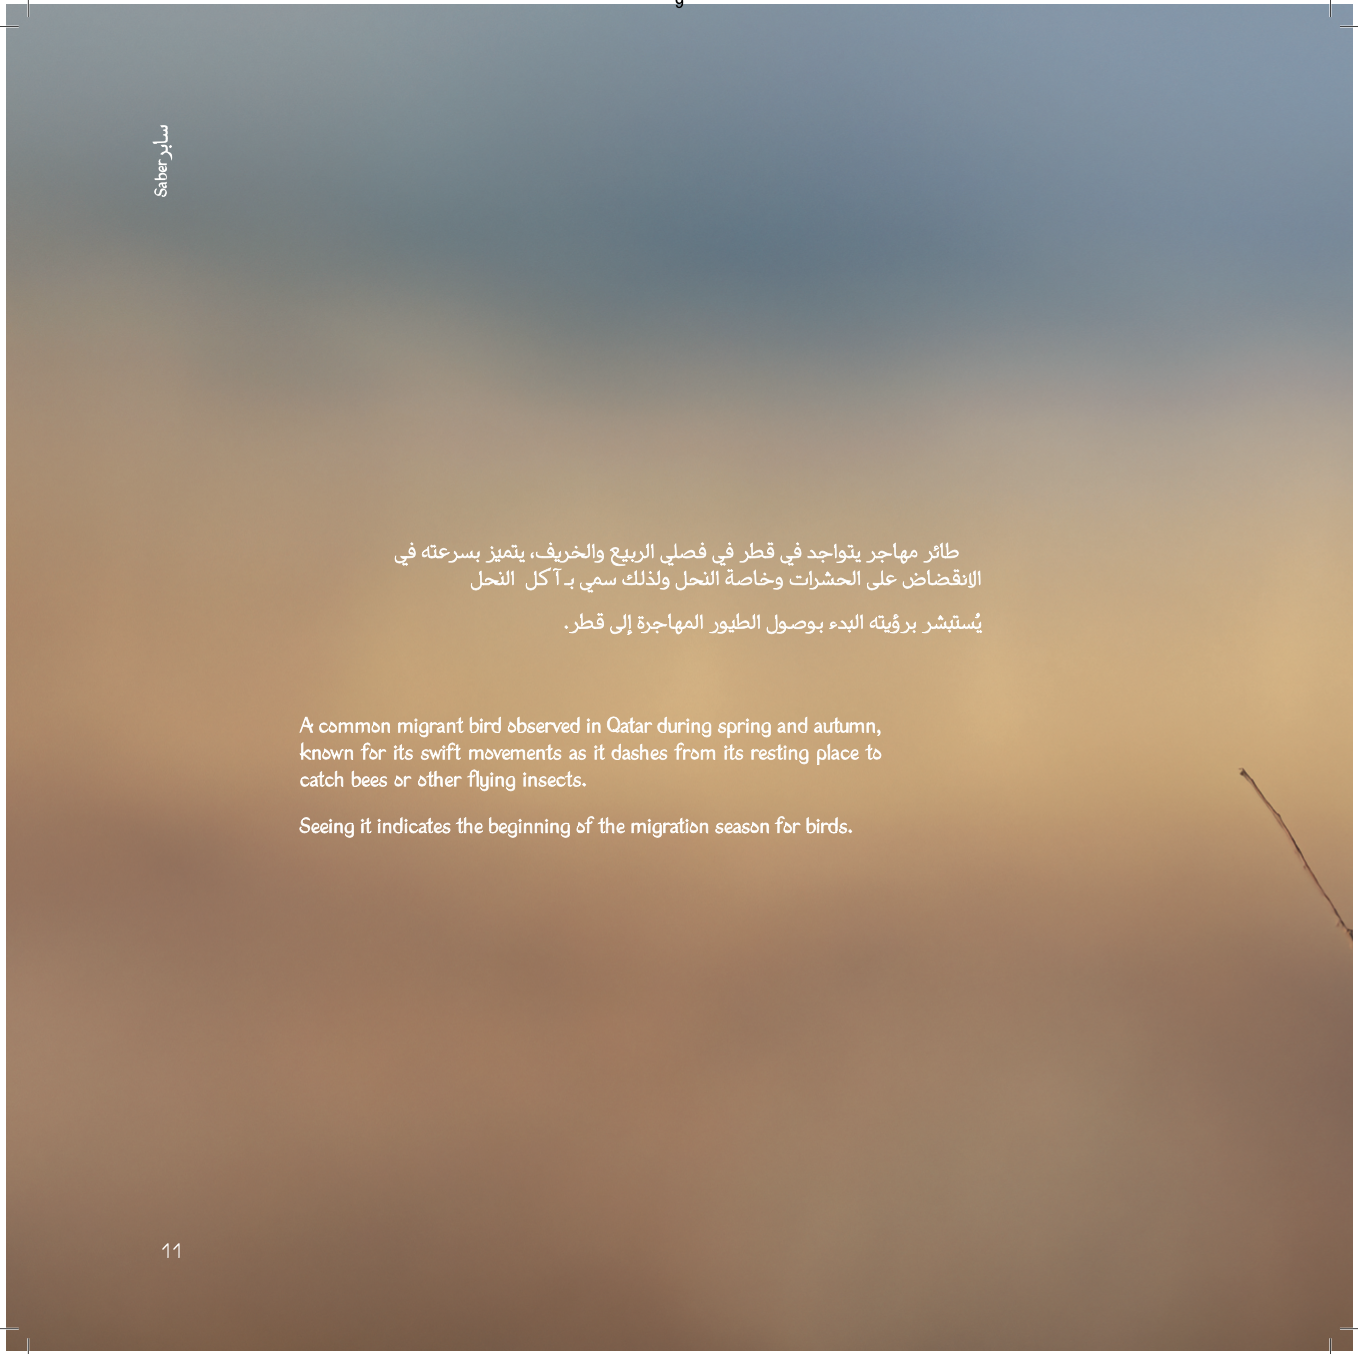 سابر Saber
طائر مهاجر يتواجد في قطر في فصلي الربيع والخريف، يتميز بسرعته في
الانقضاض على الحشرات وخاصة النحل ولذلك سمي بـ آكل النحل
يُستبشر برؤيته البدء بوصول الطيور المهاجرة إلى قطر.
A common migrant bird observed in Qatar during spring and autumn,
known for its swift movements as it dashes from its resting place to
catch bees or other flying insects.
Seeing it indicates the beginning of the migration season for birds.
11